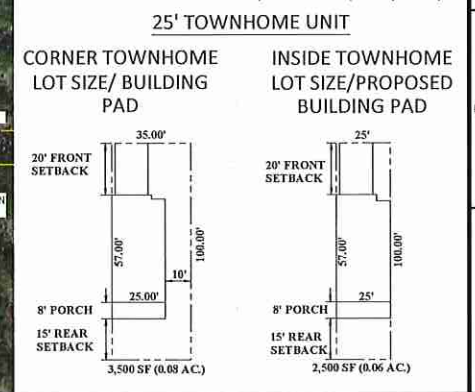 25' TOWNHOME UNIT
CORNER TOWNHOME
LOT SIZE/ BUILDING
PAD
35.00'
20' FRONT
SETBACK
57.00'
100.00'
10'
25.00'
8' PORCH
15' REAR
SETBACK
3,500 SF (0.08 AC.)
INSIDE TOWNHOME
LOT SIZE/PROPOSED
BUILDING PAD
25'
20' FRONT
SETBACK
57.00'
100.00'
25'
8' PORCH
15' REAR
SETBACK
2,500 SF (0.06 AC.)